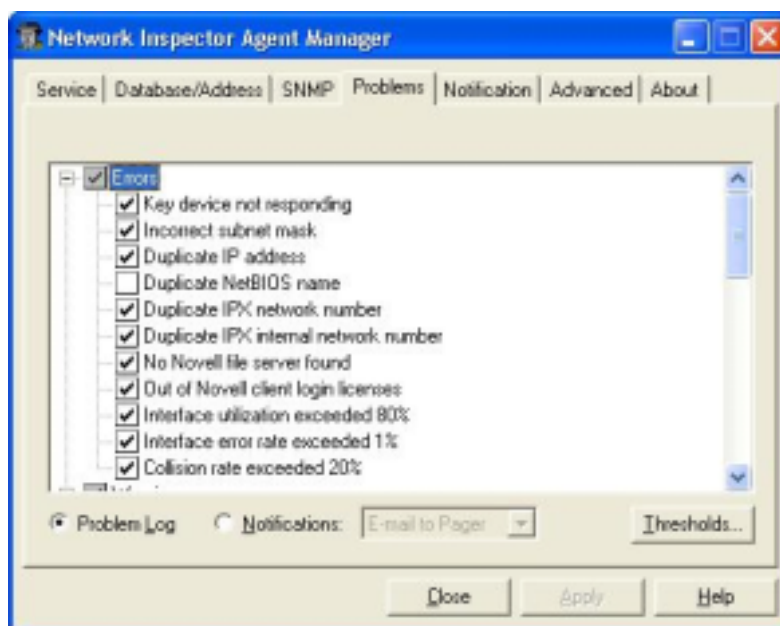 Network Inspector Agent Manager
Service Database/Address SNMP Problems Notification Advanced About
Errors
Key device not responding
Incorrect subnet mask
Duplicate IP address
Duplicate NetBIOS name
Duplicate IPX network number
Duplicate IPX internal network number
No Novell file server found
Out of Novell client login licenses
Interface utilization exceeded 80%
Interface error rate exceeded 1%
Collision rate exceeded 20%
Problem Log Notifications: E-mail to Pager Thresholds...
Close Apply Help